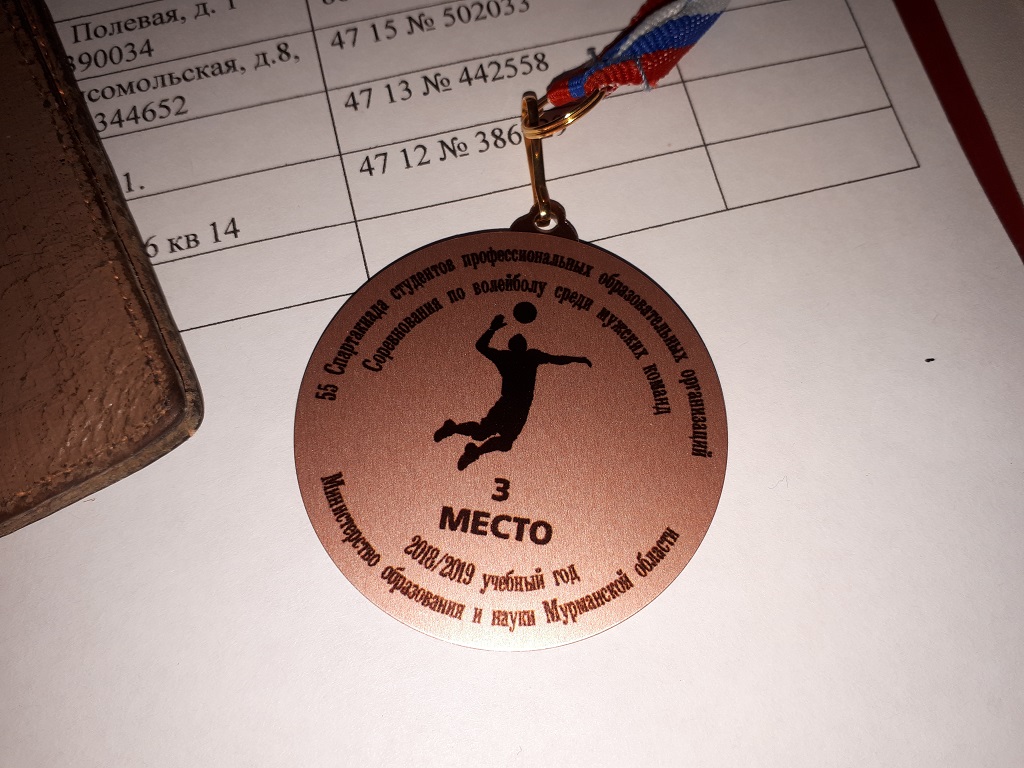 Полевая, д. 1
390034
47 15 № 502033
сомольская, д.8,
344652
47 13 № 442558
1.
47 12 № 386
6 кв 14
55 Спартакиада студентов профессиональных образовательных организаций
Соревнования по волейболу среди мужских команд
3
МЕСТО
2018/2019 учебный год
Министерство образования и науки Мурманской области